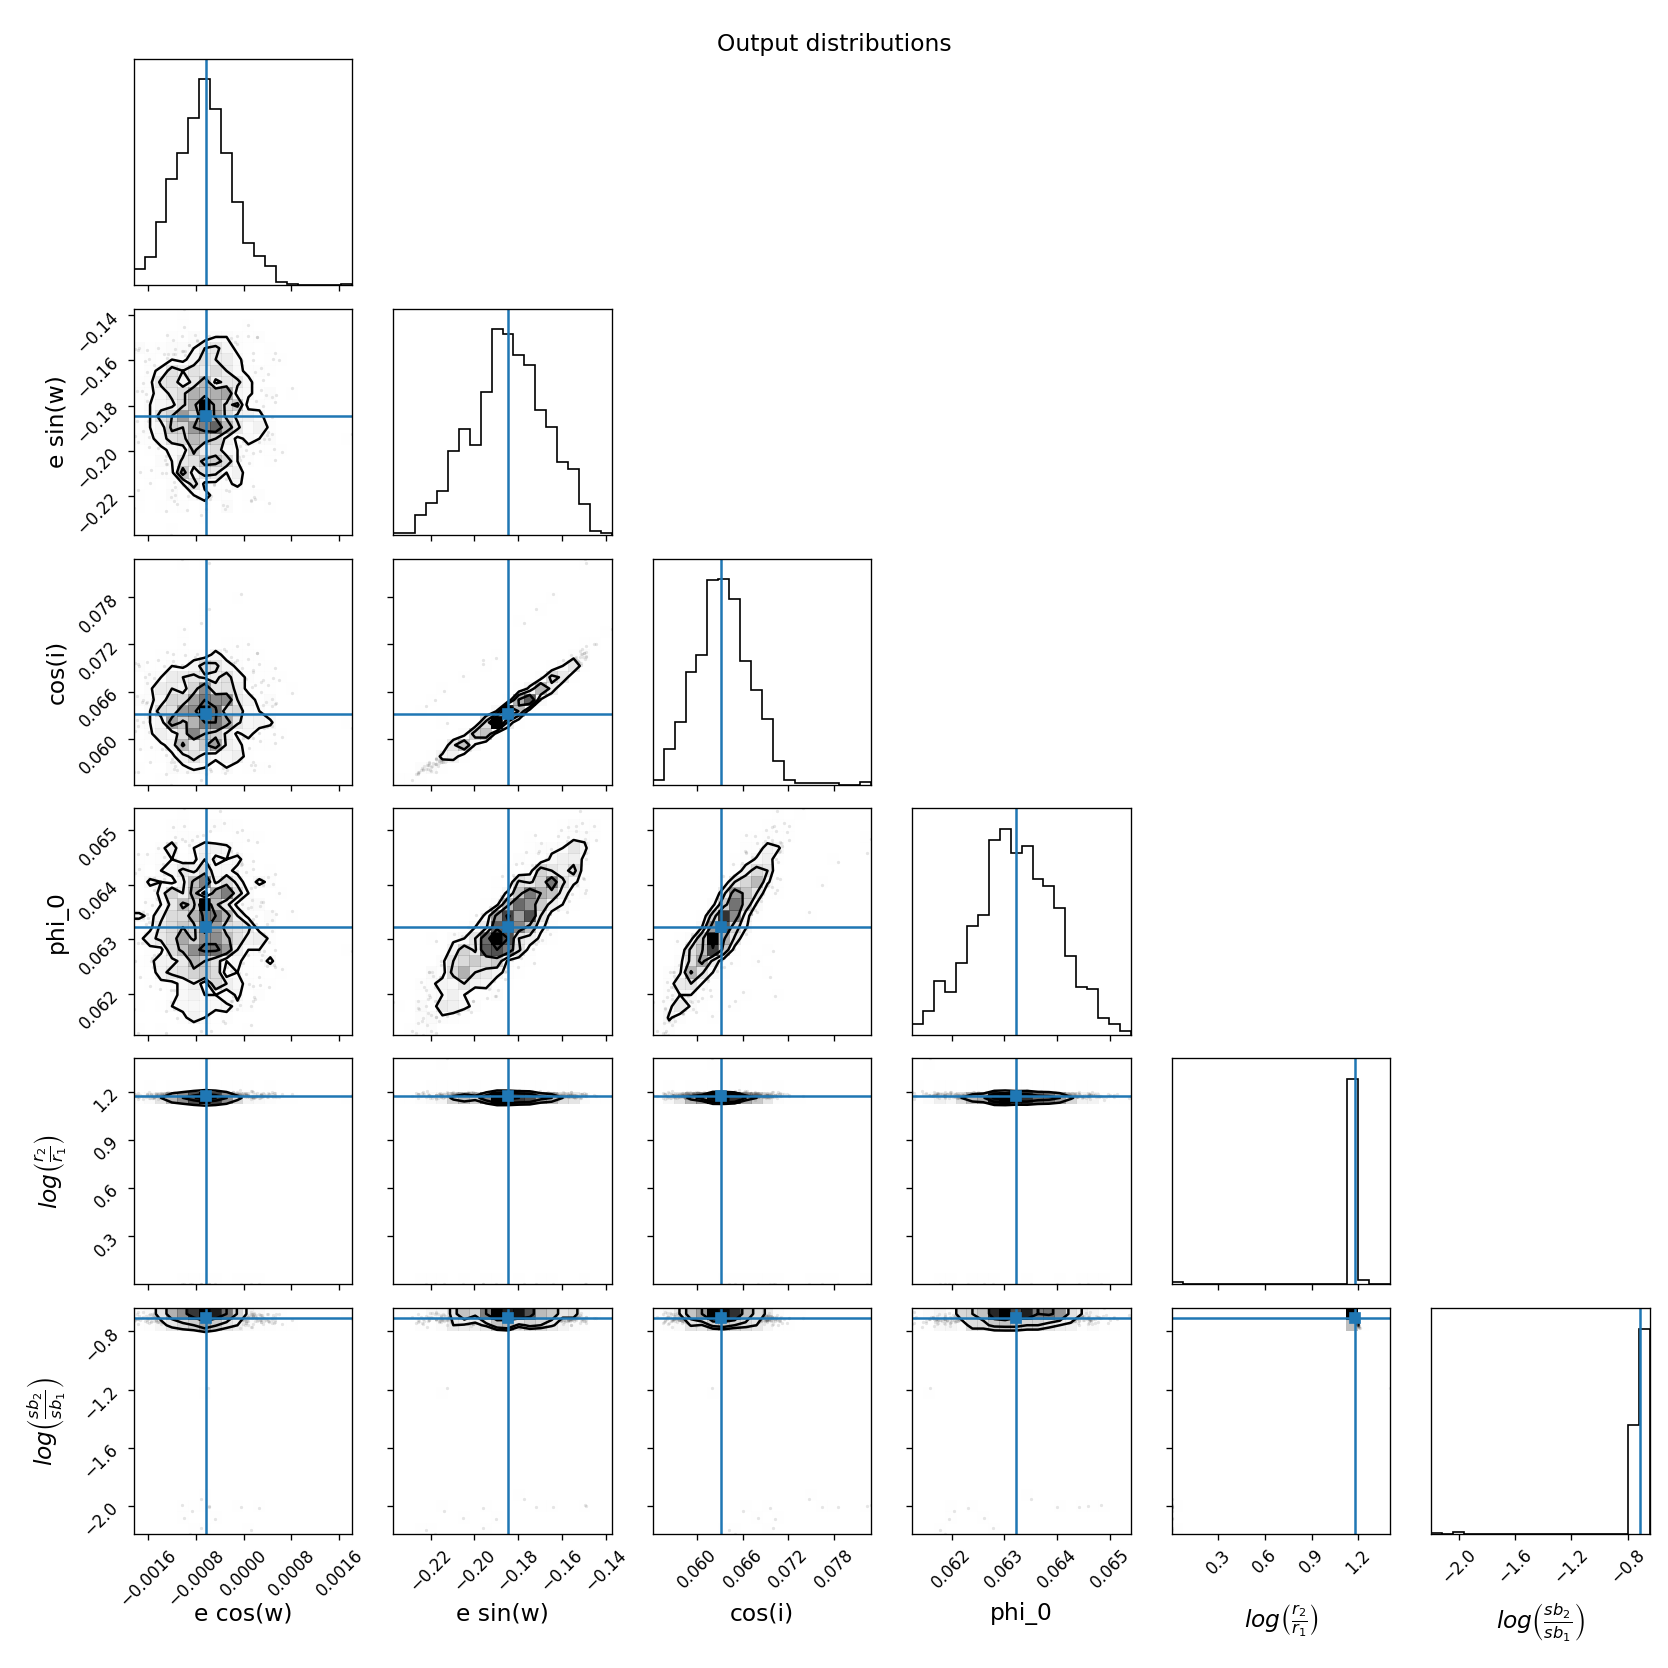 Output distributions
e sin(w)
−0.14
−0.16
−0.18
−0.20
−0.22
cos(i)
0.078
0.072
0.066
0.060
phi_0
0.065
0.064
0.063
0.062
log(r₂/r₁)
1.2
0.9
0.6
0.3
log(sb₂/sb₁)
−0.8
−1.2
−1.6
−2.0
−0.0016 −0.0008 0.0000 0.0008 0.0016 −0.22 −0.20 −0.18 −0.16 −0.14 0.060 0.066 0.072 0.078 0.062 0.063 0.064 0.065 0.3 0.6 0.9 1.2 −2.0 −1.6 −1.2 −0.8
e cos(w) e sin(w) cos(i) phi_0 log(r₂/r₁) log(sb₂/sb₁)